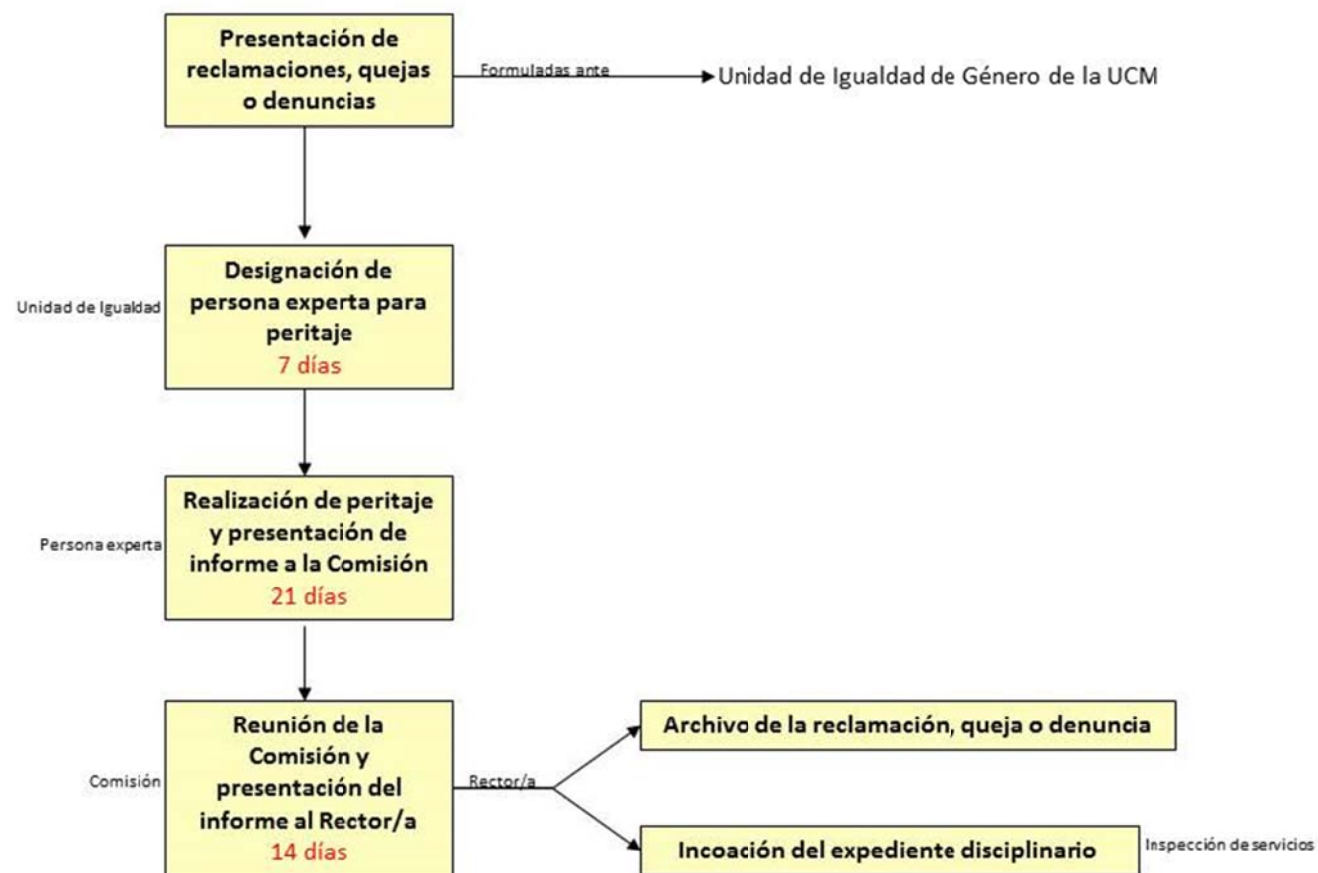 Presentación de
reclamaciones, quejas
o denuncias
Formuladas ante
Unidad de Igualdad de Género de la UCM
Unidad de Igualdad
Designación de
persona experta para
peritaje
7 días
Persona experta
Realización de peritaje
y presentación de
informe a la Comisión
21 días
Comisión
Reunión de la
Comisión y
presentación del
informe al Rector/a
14 días
Rector/a
Archivo de la reclamación, queja o denuncia
Incoación del expediente disciplinario
Inspección de servicios